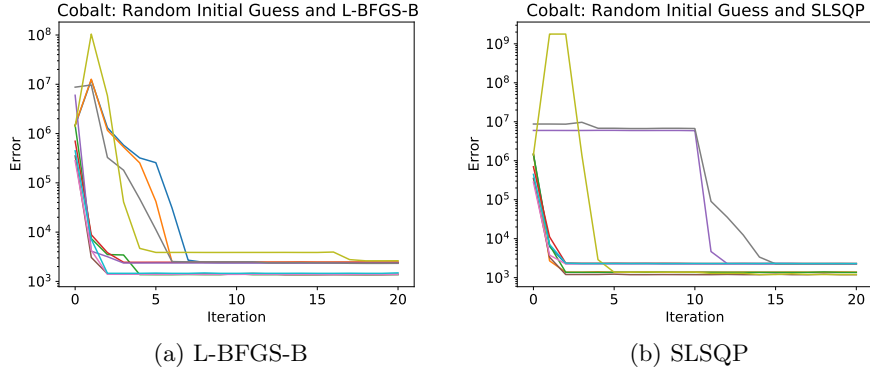 Cobalt: Random Initial Guess and L-BFGS-B
10^8
10^7
10^6
10^5
10^4
10^3
Error
0
5
10
15
20
Iteration
(a) L-BFGS-B
Cobalt: Random Initial Guess and SLSQP
10^9
10^8
10^7
10^6
10^5
10^4
10^3
Error
0
5
10
15
20
Iteration
(b) SLSQP